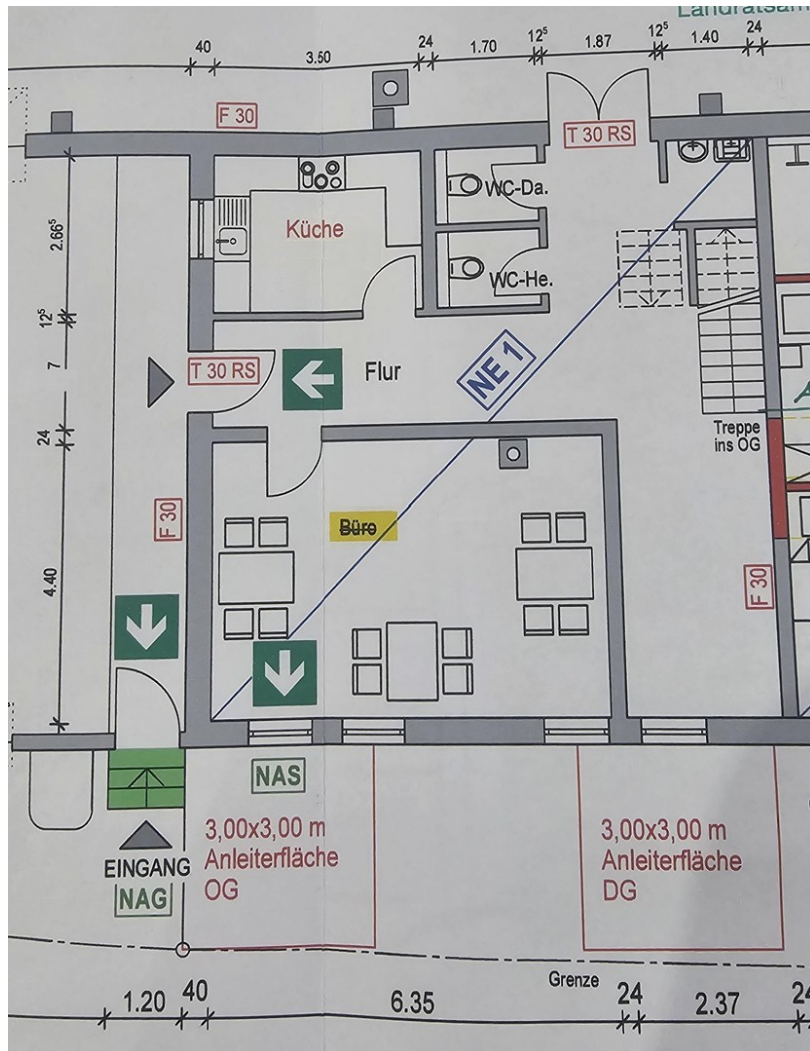 Landratsam
40
3.50
24
1.70
12⁵
1.87
12⁵
1.40
24
F 30
T 30 RS
WC-Da.
Küche
2.66⁵
WC-He.
12⁵
7
T 30 RS
Flur
NE 1
24
Treppe
ins OG
A
F 30
Büro
4.40
F 30
NAS
3,00x3,00 m
Anleiterfläche
OG
3,00x3,00 m
Anleiterfläche
DG
EINGANG
NAG
Grenze
1.20
40
6.35
24
2.37
24